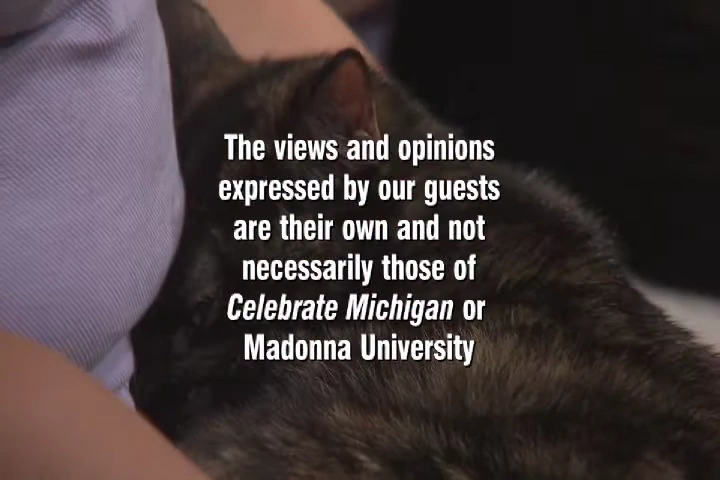 The views and opinions
expressed by our guests
are their own and not
necessarily those of
Celebrate Michigan or
Madonna University